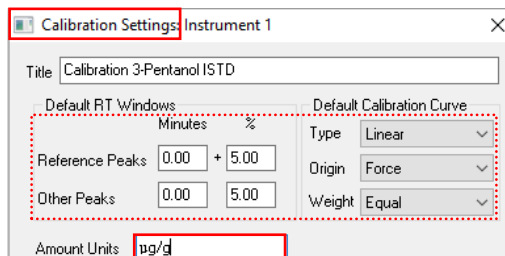 Calibration Settings: Instrument 1
Title Calibration 3-Pentanol ISTD
Default RT Windows Default Calibration Curve
Minutes %
Type Linear
Reference Peaks 0.00 + 5.00
Origin Force
Other Peaks 0.00 5.00
Weight Equal
Amount Units µg/g